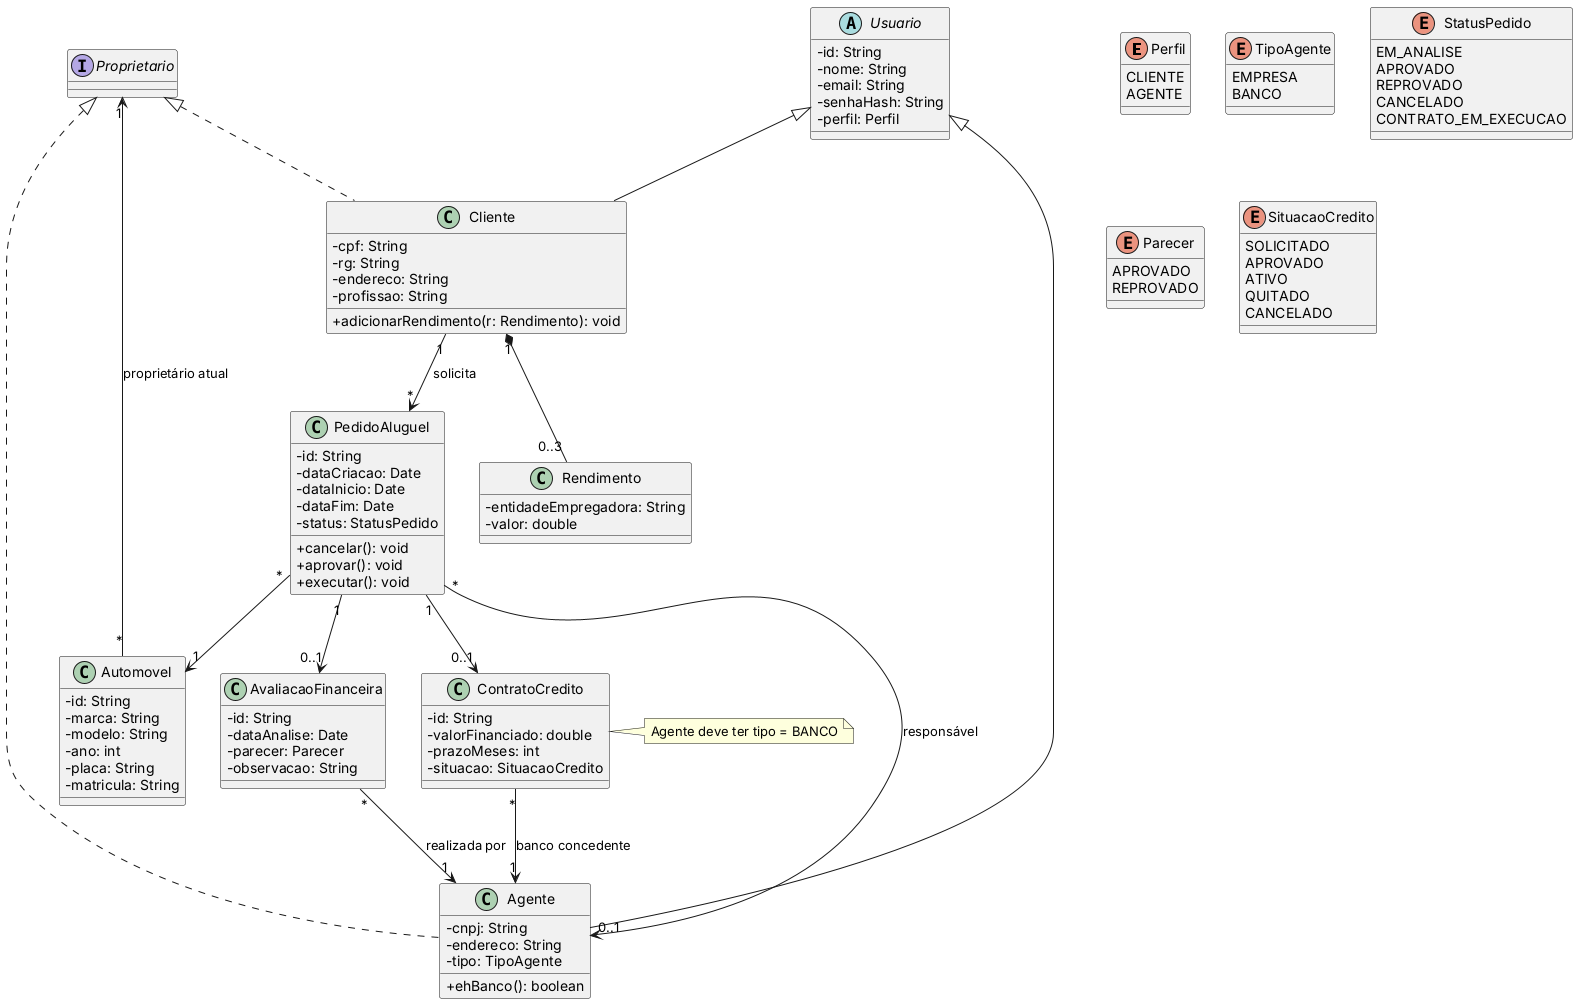 I Proprietario
A Usuario
-id: String
-nome: String
-email: String
-senhaHash: String
-perfil: Perfil
E Perfil
CLIENTE
AGENTE
E TipoAgente
EMPRESA
BANCO
E StatusPedido
EM_ANALISE
APROVADO
REPROVADO
CANCELADO
CONTRATO_EM_EXECUCAO
1
C Cliente
-cpf: String
-rg: String
-endereco: String
-profissao: String
+adicionarRendimento(r: Rendimento): void
E Parecer
APROVADO
REPROVADO
E SituacaoCredito
SOLICITADO
APROVADO
ATIVO
QUITADO
CANCELADO
1
1
proprietário atual
solicita
*
0..3
C PedidoAluguel
-id: String
-dataCriacao: Date
-dataInicio: Date
-dataFim: Date
-status: StatusPedido
+cancelar(): void
+aprovar(): void
+executar(): void
C Rendimento
-entidadeEmpregadora: String
-valor: double
*
*
1
1
*
1
0..1
0..1
C Automovel
-id: String
-marca: String
-modelo: String
-ano: int
-placa: String
-matricula: String
C AvaliacaoFinanceira
-id: String
-dataAnalise: Date
-parecer: Parecer
-observacao: String
C ContratoCredito
-id: String
-valorFinanciado: double
-prazoMeses: int
-situacao: SituacaoCredito
Agente deve ter tipo = BANCO
responsável
*
*
realizada por
banco concedente
1
1
C Agente
-cnpj: String
-endereco: String
-tipo: TipoAgente
+ehBanco(): boolean
0..1